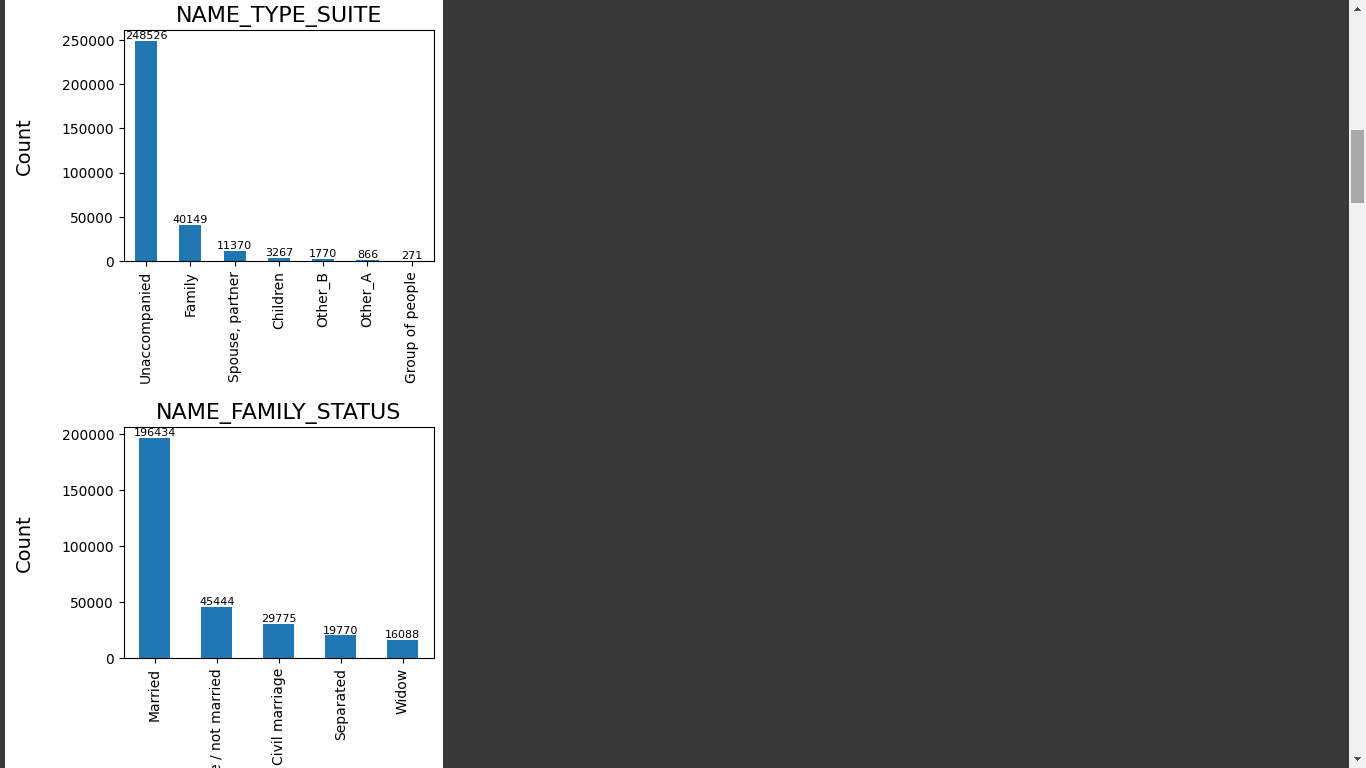 NAME_TYPE_SUITE
Count
250000
200000
150000
100000
50000
0
248526
40149
11370
3267
1770
866
271
Unaccompanied
Family
Spouse, partner
Children
Other_B
Other_A
Group of people
NAME_FAMILY_STATUS
Count
200000
150000
100000
50000
0
196434
45444
29775
19770
16088
Married
/ not married
Civil marriage
Separated
Widow